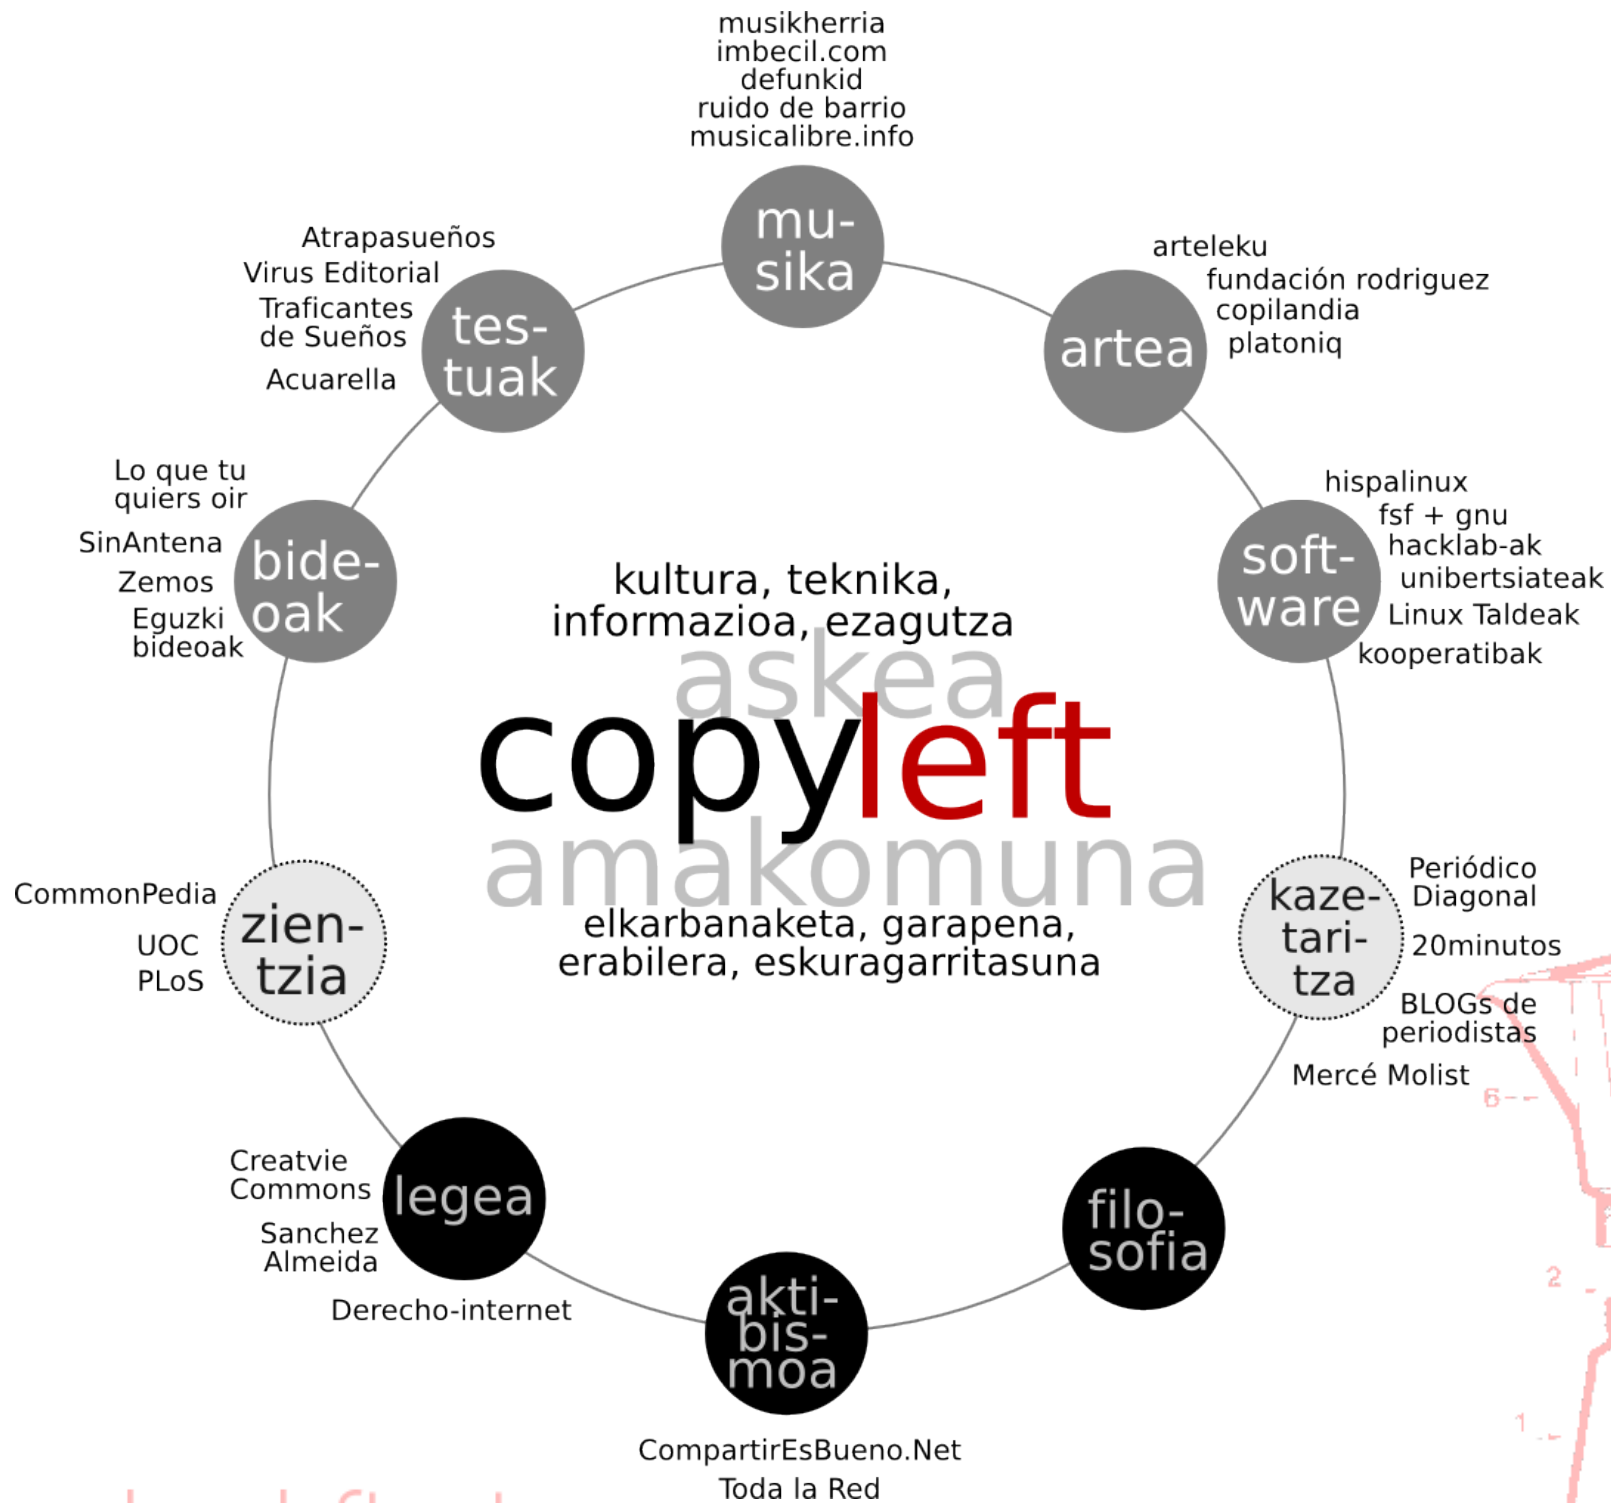 musikherria
imbecil.com
defunkid
ruido de barrio
musicalibre.info
mu-
sika
Atrapasueños
Virus Editorial
Traficantes
de Sueños
Acuarella
tes-
tuak
arteleku
fundación rodriguez
copilandia
platoniq
artea
Lo que tu
quiers oir
SinAntena
Zemos
Eguzki
bideoak
bide-
oak
hispalinux
fsf + gnu
hacklab-ak
unibertsiateak
Linux Taldeak
kooperatibak
soft-
ware
kultura, teknika,
informazioa, ezagutza
askea
copyleft
amakomuna
elkarbanaketa, garapena,
erabilera, eskuragarritasuna
CommonPedia
UOC
PLoS
zien-
tzia
kaze-
tari-
tza
Periódico
Diagonal
20minutos
BLOGs de
periodistas
Mercé Molist
6
2
1
Creatvie
Commons
Sanchez
Almeida
Derecho-internet
legea
filo-
sofia
akti-
bis-
moa
CompartirEsBueno.Net
Toda la Red